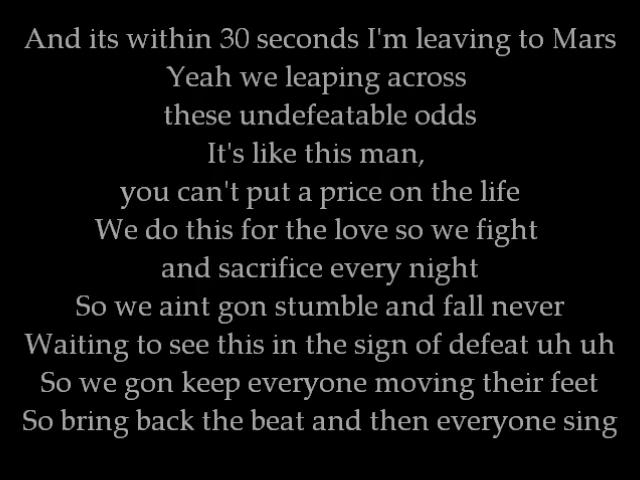 And its within 30 seconds I'm leaving to Mars
Yeah we leaping across
these undefeatable odds
It's like this man,
you can't put a price on the life
We do this for the love so we fight
and sacrifice every night
So we aint gon stumble and fall never
Waiting to see this in the sign of defeat uh uh
So we gon keep everyone moving their feet
So bring back the beat and then everyone sing